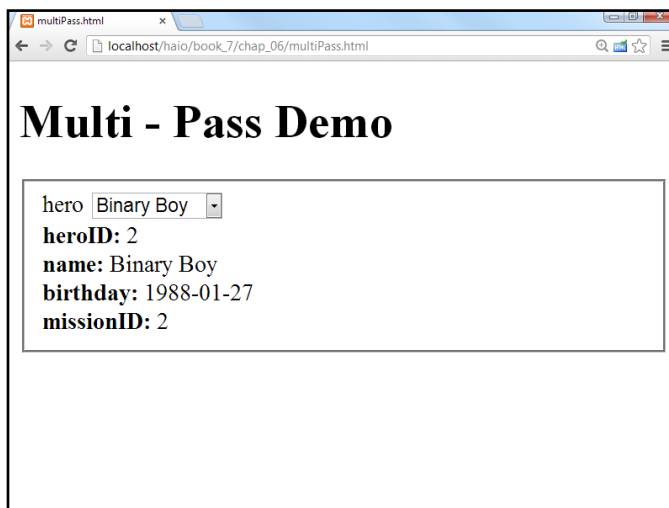 multiPass.html
localhost/haio/book_7/chap_06/multiPass.html
Multi - Pass Demo
hero Binary Boy
heroID: 2
name: Binary Boy
birthday: 1988-01-27
missionID: 2